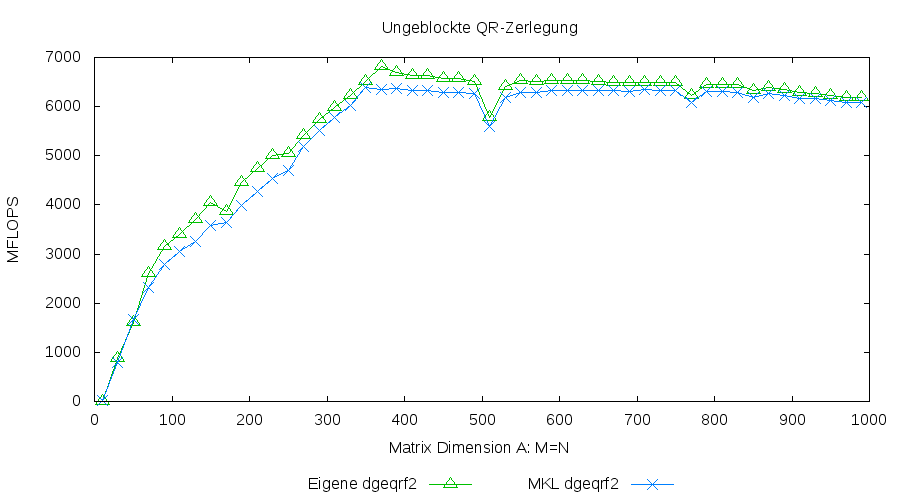 Ungeblockte QR-Zerlegung
7000
6000
5000
4000
3000
2000
1000
0
MFLOPS
0 100 200 300 400 500 600 700 800 900 1000
Matrix Dimension A: M=N
Eigene dgeqrf2 MKL dgeqrf2